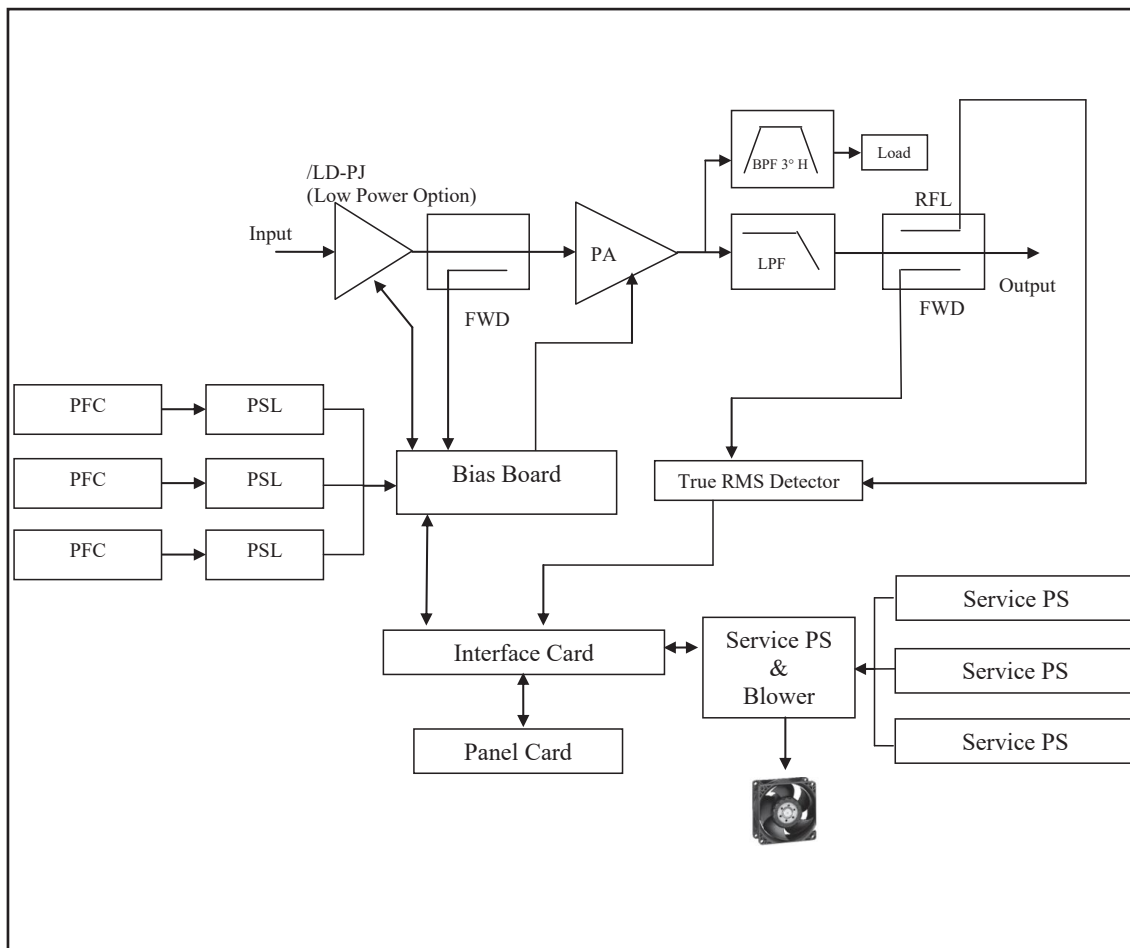 /LD-PJ
(Low Power Option)
Input
BPF 3° H
Load
RFL
PA
LPF
Output
FWD
FWD
PFC
PSL
PFC
PSL
PFC
PSL
Bias Board
True RMS Detector
Interface Card
Service PS
&
Blower
Service PS
Service PS
Service PS
Panel Card